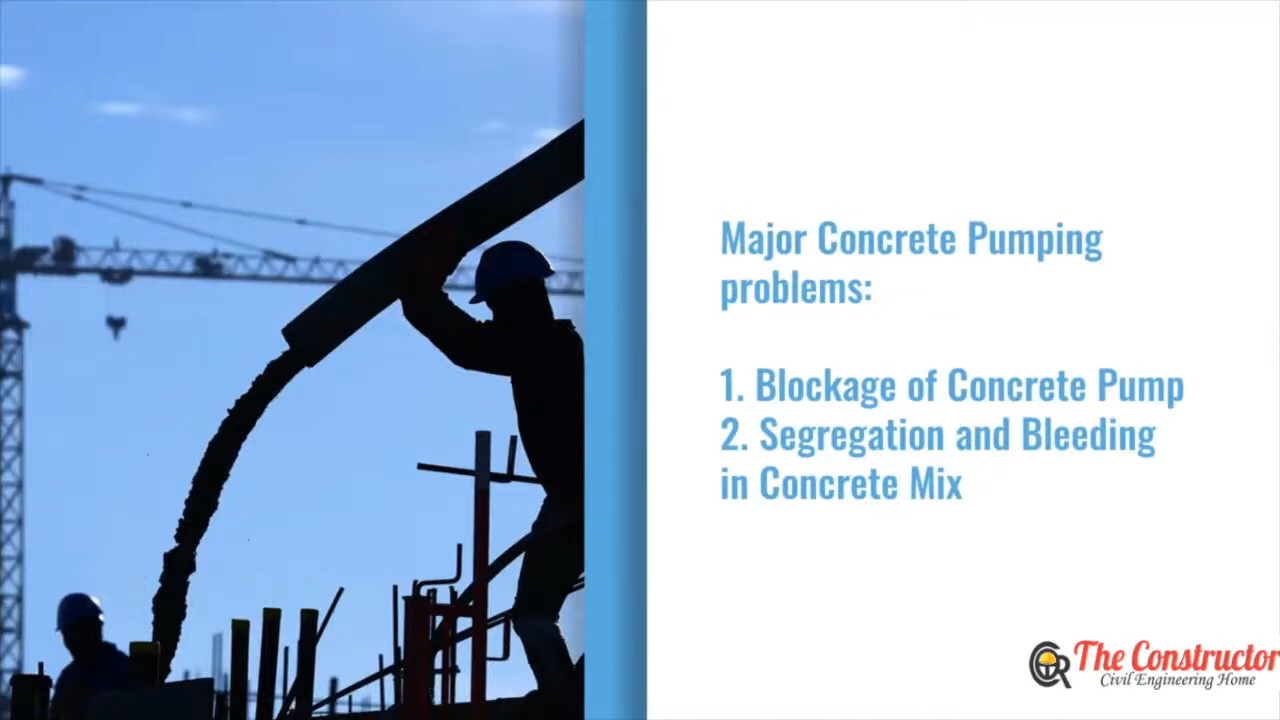 Major Concrete Pumping
problems:
1. Blockage of Concrete Pump
2. Segregation and Bleeding
in Concrete Mix
The Constructor
Civil Engineering Home